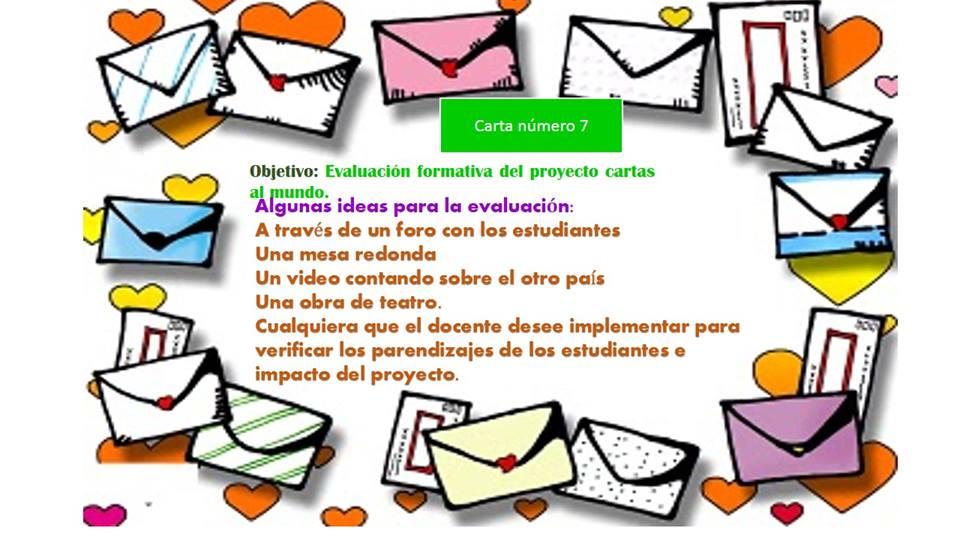 Carta número 7
Objetivo: Evaluación formativa del proyecto cartas
al mundo.
Algunas ideas para la evaluación:
A través de un foro con los estudiantes
Una mesa redonda
Un video contando sobre el otro país
Una obra de teatro.
Cualquiera que el docente desee implementar para
verificar los parendizajes de los estudiantes e
impacto del proyecto.